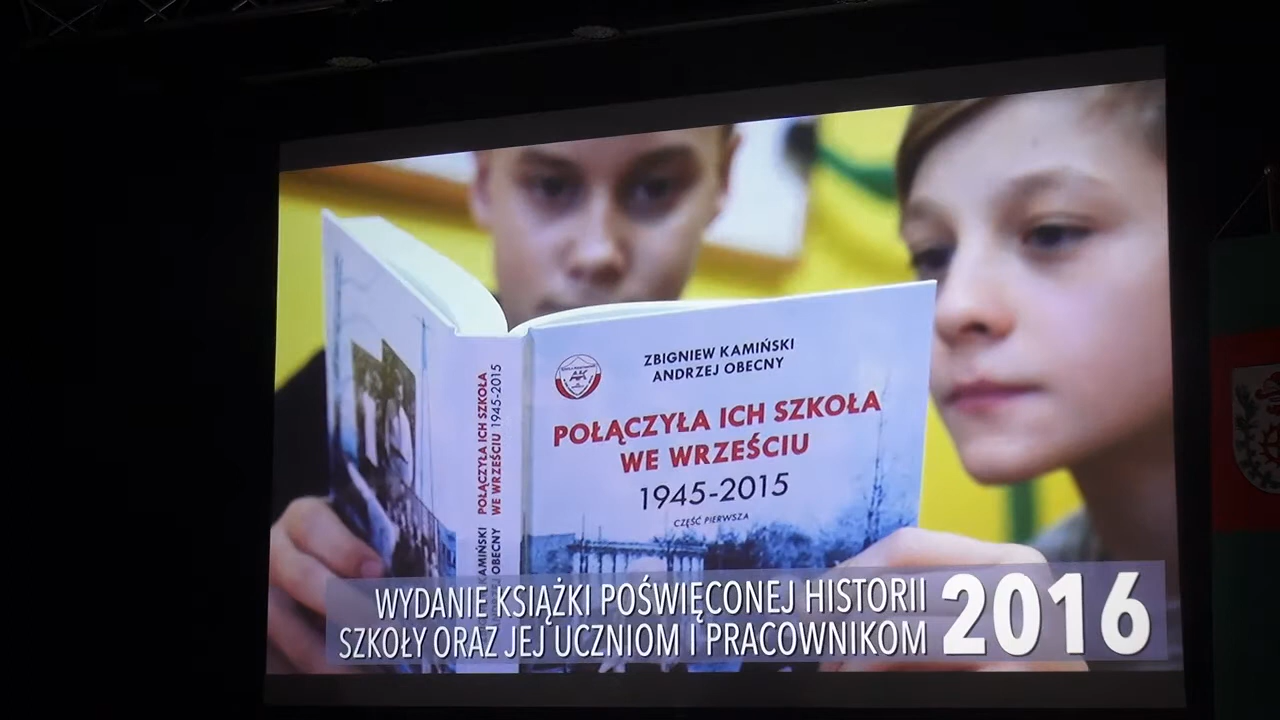 ZBIGNIEW KAMIŃSKI
ANDRZEJ OBECNY
POŁĄCZYŁA ICH SZKOŁA
WE WRZEŚCIU
1945-2015
CZĘŚĆ PIERWSZA
KAMIŃSKI POŁĄCZYŁA ICH SZKOŁA
OBECNY WE WRZEŚCIU 1945-2015
WYDANIE KSIĄŻKI POŚWIĘCONEJ HISTORII
SZKOŁY ORAZ JEJ UCZNIOM I PRACOWNIKOM
2016